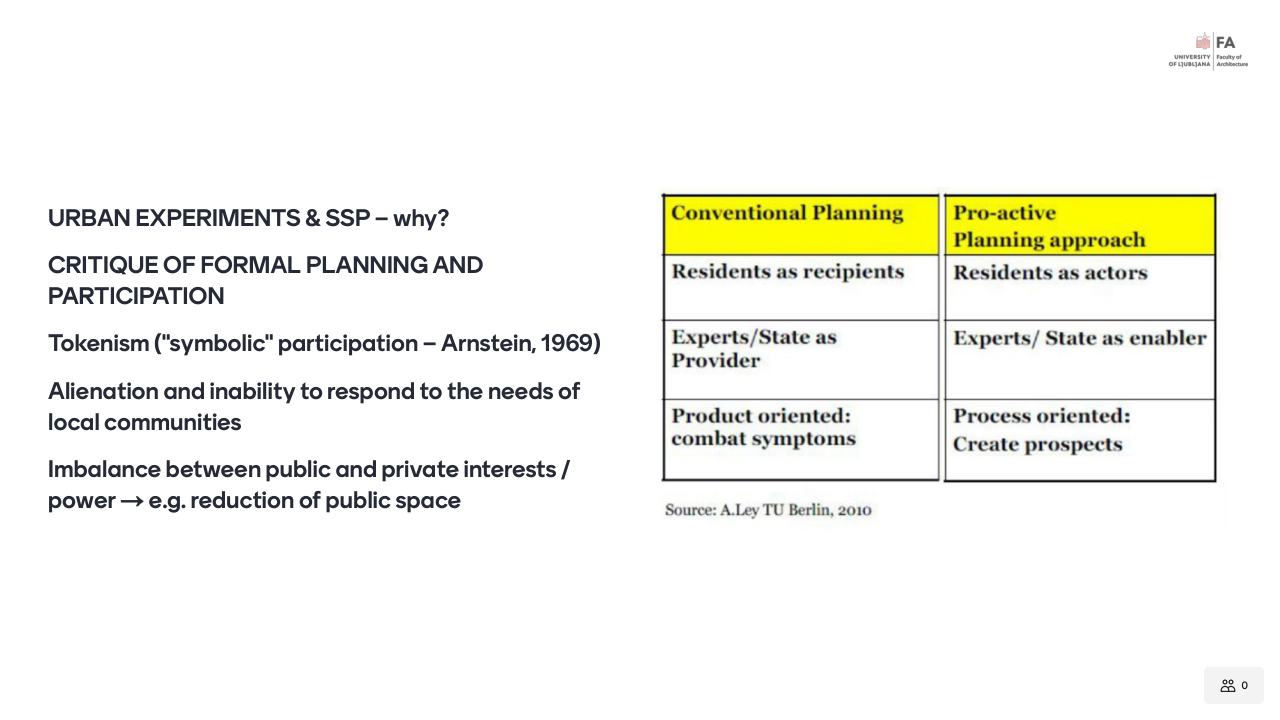 UNIVERSITY
OF LJUBLJANA
FA
Faculty of
Architecture
URBAN EXPERIMENTS & SSP – why?
CRITIQUE OF FORMAL PLANNING AND
PARTICIPATION
Tokenism ("symbolic" participation – Arnstein, 1969)
Alienation and inability to respond to the needs of
local communities
Imbalance between public and private interests /
power → e.g. reduction of public space
Conventional Planning
Pro-active
Planning approach
Residents as recipients
Residents as actors
Experts/State as
Provider
Experts/ State as enabler
Product oriented:
combat symptoms
Process oriented:
Create prospects
Source: A.Ley TU Berlin, 2010
0